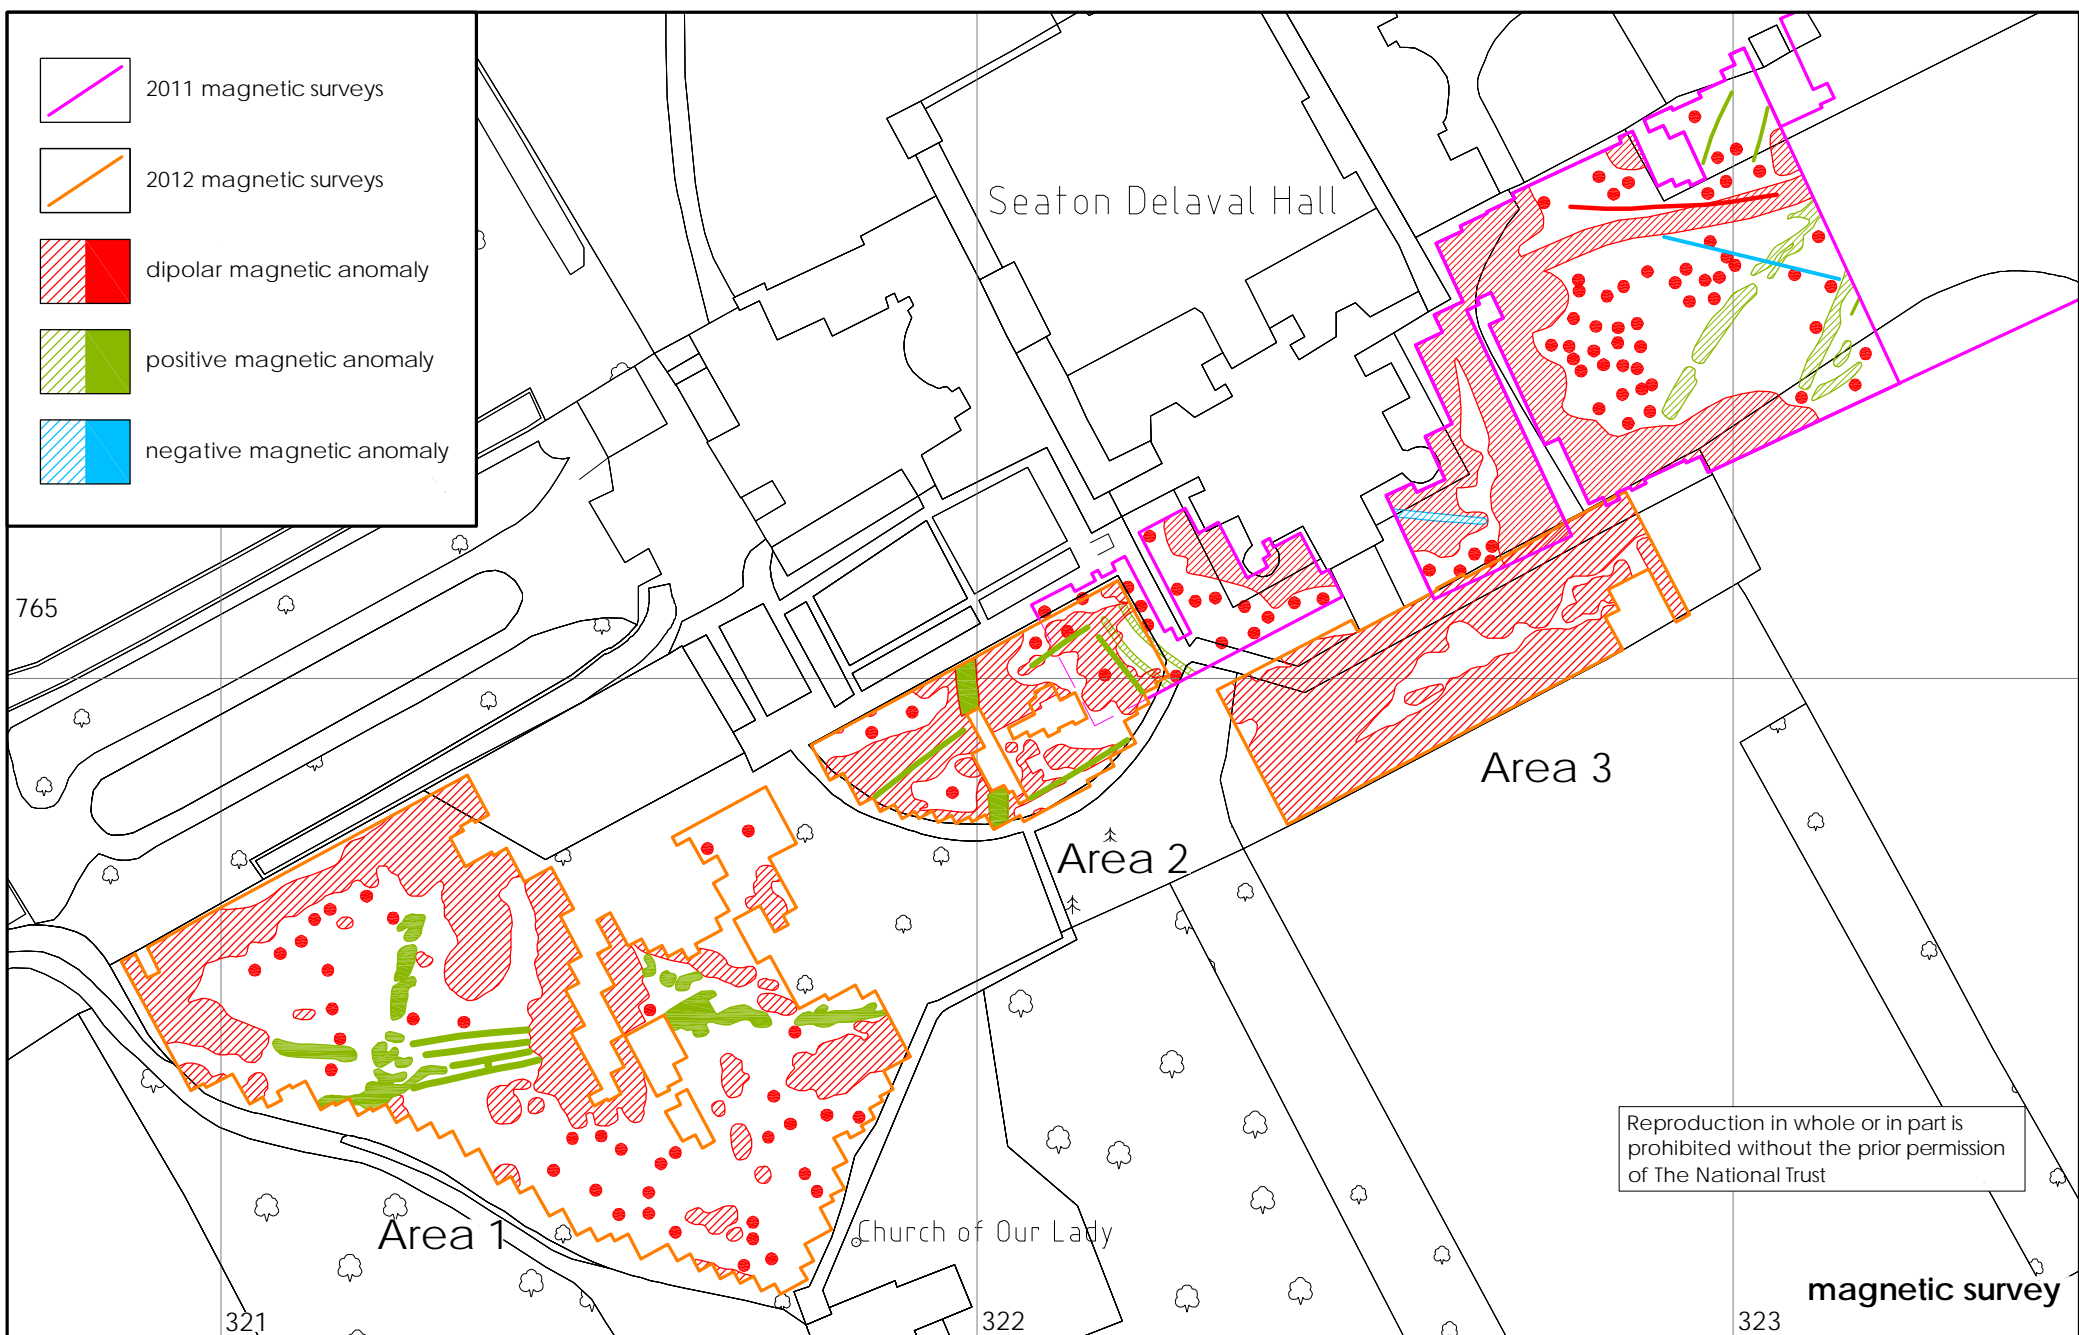 2011 magnetic surveys
2012 magnetic surveys
dipolar magnetic anomaly
positive magnetic anomaly
negative magnetic anomaly
Seaton Delaval Hall
765
Area 3
Area 2
Area 1
Church of Our Lady
Reproduction in whole or in part is
prohibited without the prior permission
of The National Trust
magnetic survey
321
322
323